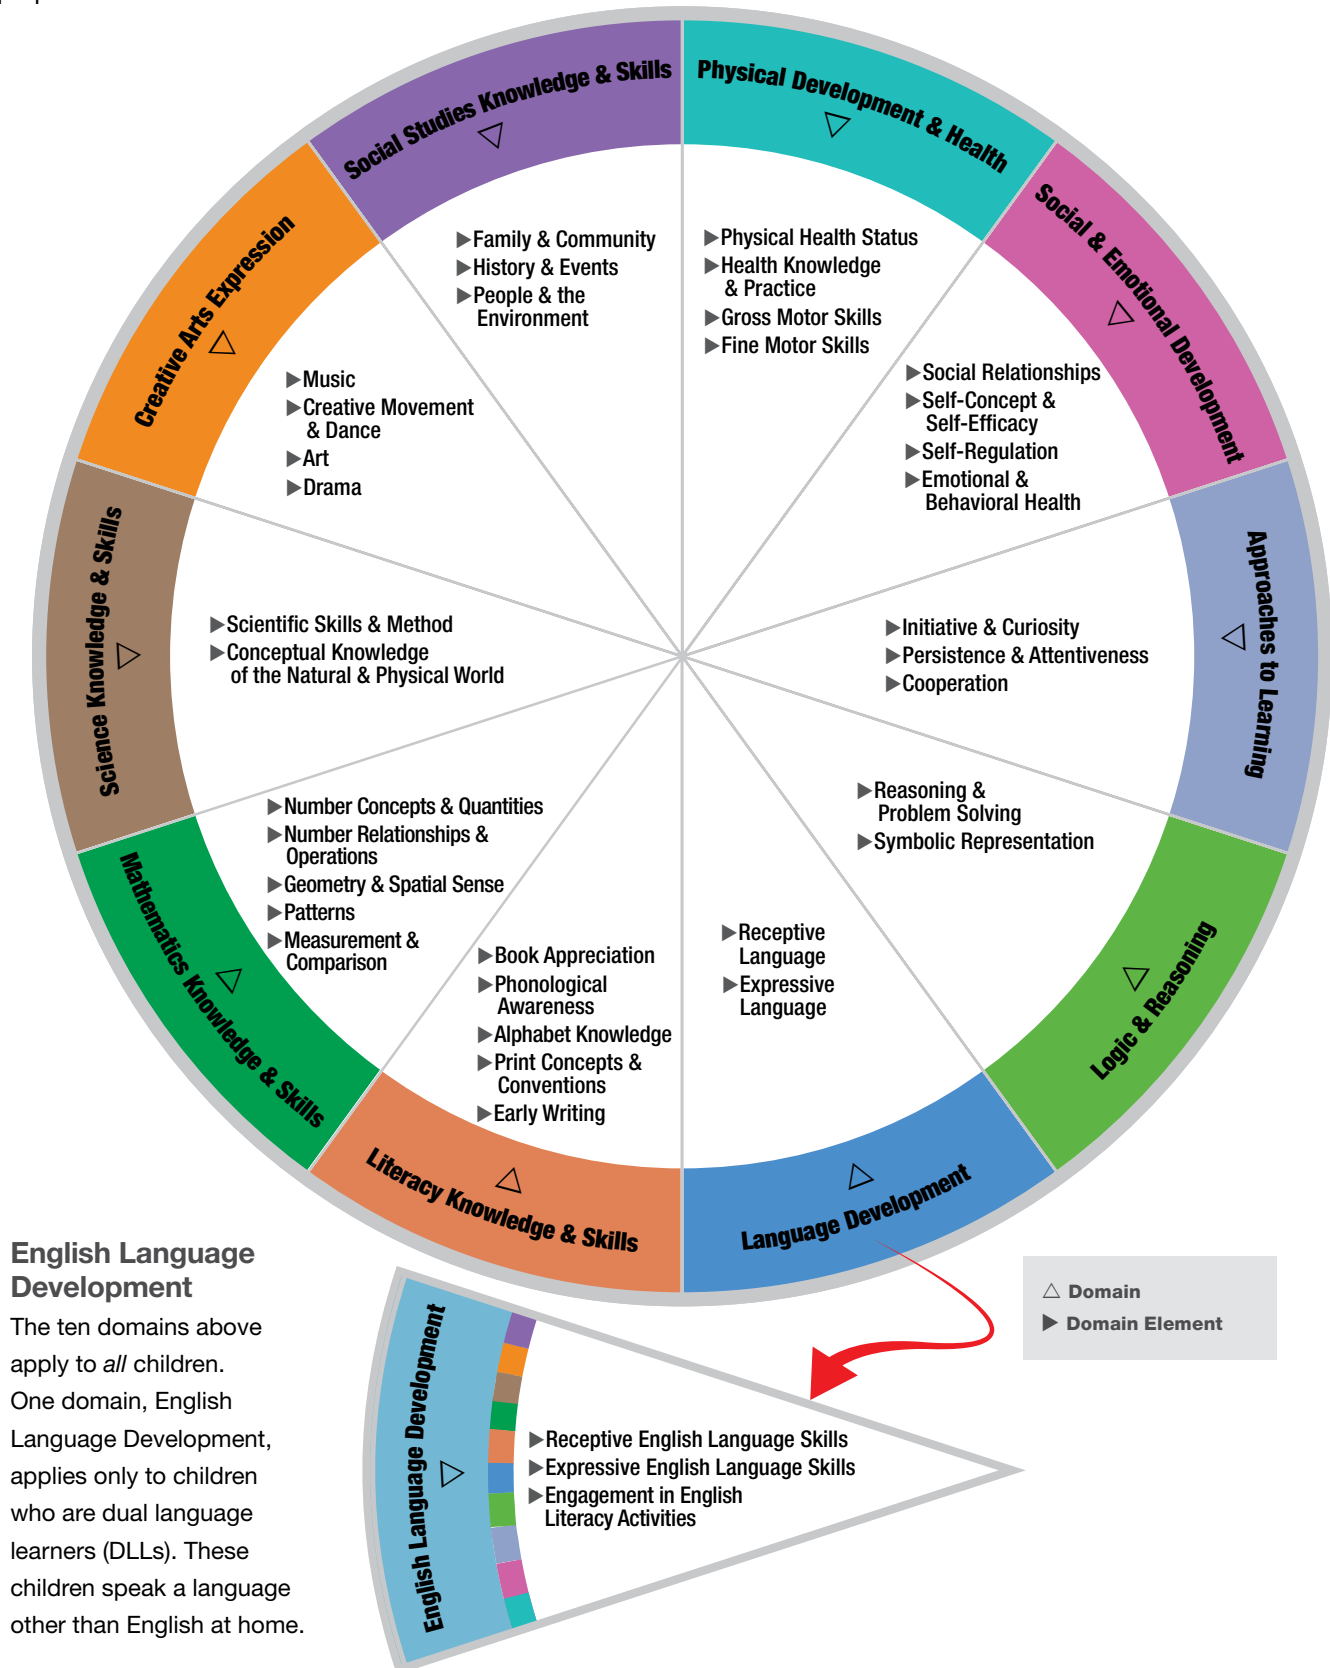 Social Studies Knowledge & Skills
▶Family & Community
▶History & Events
▶People & the
Environment
Physical Development & Health
▶Physical Health Status
▶Health Knowledge
& Practice
▶Gross Motor Skills
▶Fine Motor Skills
Social & Emotional Development
▶Social Relationships
▶Self-Concept &
Self-Efficacy
▶Self-Regulation
▶Emotional &
Behavioral Health
Approaches to Learning
▶Initiative & Curiosity
▶Persistence & Attentiveness
▶Cooperation
Logic & Reasoning
▶Reasoning &
Problem Solving
▶Symbolic Representation
Language Development
▶Receptive
Language
▶Expressive
Language
Literacy Knowledge & Skills
▶Book Appreciation
▶Phonological
Awareness
▶Alphabet Knowledge
▶Print Concepts &
Conventions
▶Early Writing
Mathematics Knowledge & Skills
▶Number Concepts & Quantities
▶Number Relationships &
Operations
▶Geometry & Spatial Sense
▶Patterns
▶Measurement &
Comparison
Science Knowledge & Skills
▶Scientific Skills & Method
▶Conceptual Knowledge
of the Natural & Physical World
Creative Arts Expression
▶Music
▶Creative Movement
& Dance
▶Art
▶Drama
English Language
Development
The ten domains above
apply to all children.
One domain, English
Language Development,
applies only to children
who are dual language
learners (DLLs). These
children speak a language
other than English at home.
English Language Development
▶Receptive English Language Skills
▶Expressive English Language Skills
▶Engagement in English
Literacy Activities
△ Domain
▶ Domain Element